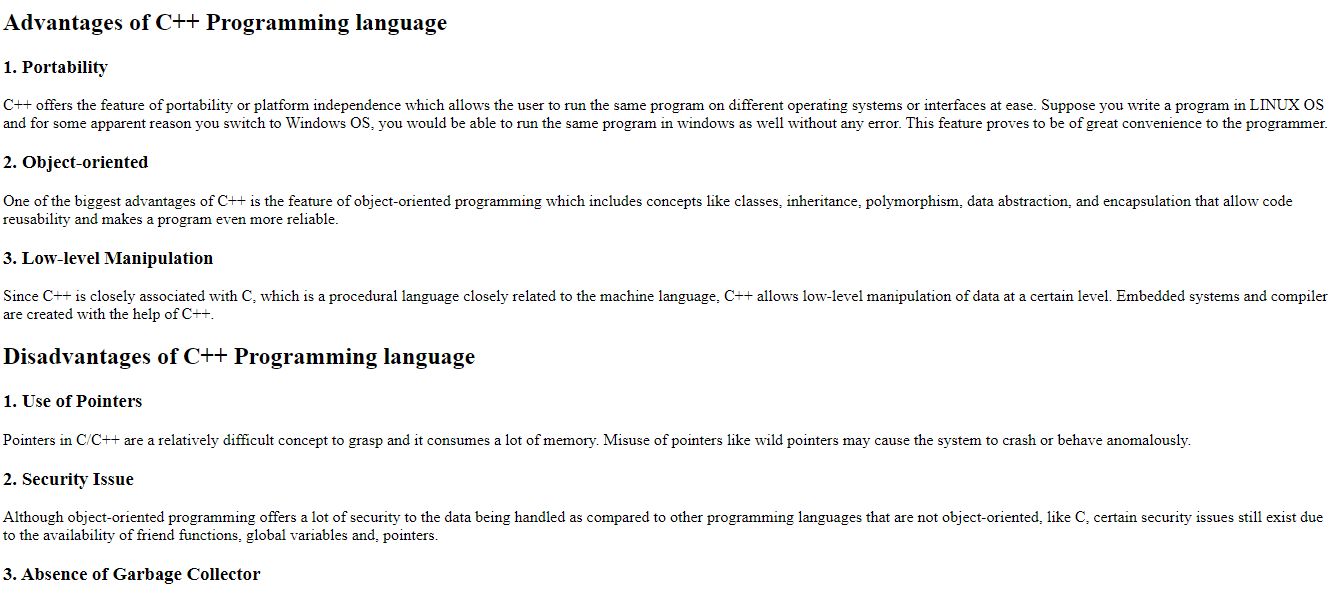 Advantages of C++ Programming language
1. Portability
C++ offers the feature of portability or platform independence which allows the user to run the same program on different operating systems or interfaces at ease. Suppose you write a program in LINUX OS
and for some apparent reason you switch to Windows OS, you would be able to run the same program in windows as well without any error. This feature proves to be of great convenience to the programmer.
2. Object-oriented
One of the biggest advantages of C++ is the feature of object-oriented programming which includes concepts like classes, inheritance, polymorphism, data abstraction, and encapsulation that allow code
reusability and makes a program even more reliable.
3. Low-level Manipulation
Since C++ is closely associated with C, which is a procedural language closely related to the machine language, C++ allows low-level manipulation of data at a certain level. Embedded systems and compiler
are created with the help of C++.
Disadvantages of C++ Programming language
1. Use of Pointers
Pointers in C/C++ are a relatively difficult concept to grasp and it consumes a lot of memory. Misuse of pointers like wild pointers may cause the system to crash or behave anomalously.
2. Security Issue
Although object-oriented programming offers a lot of security to the data being handled as compared to other programming languages that are not object-oriented, like C, certain security issues still exist due
to the availability of friend functions, global variables and, pointers.
3. Absence of Garbage Collector